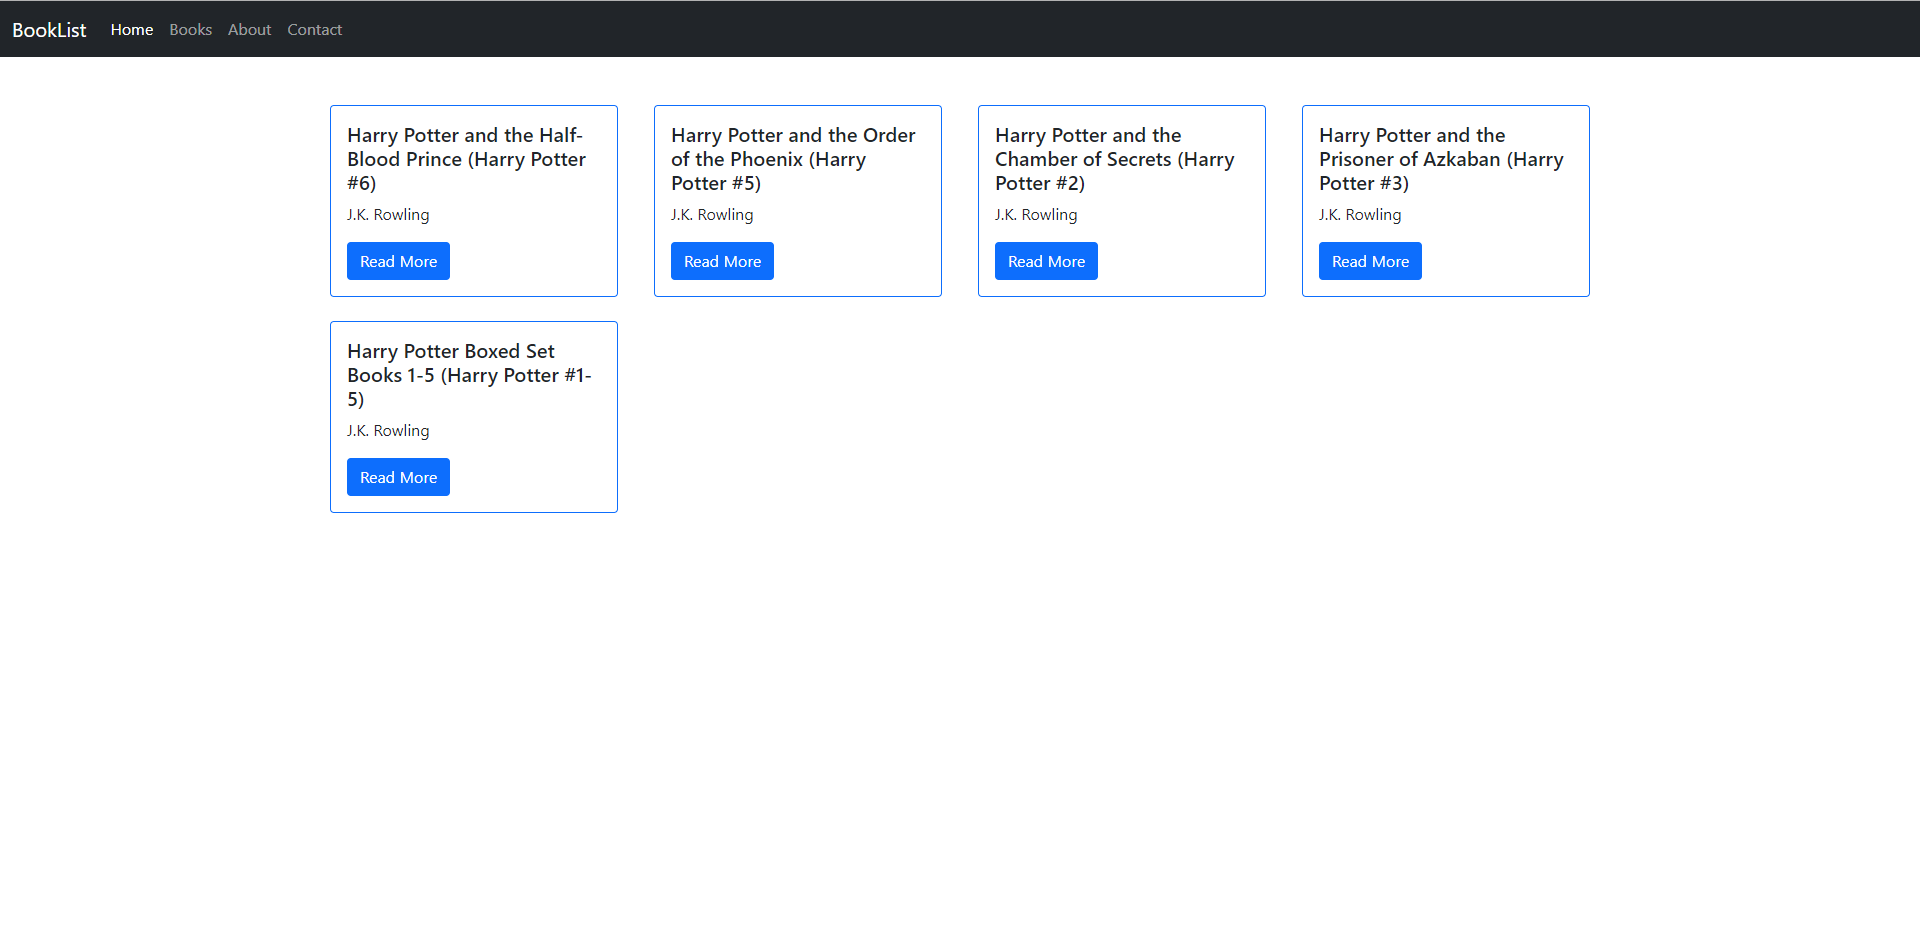 BookList Home Books About Contact
Harry Potter and the Half-
Blood Prince (Harry Potter
#6)
J.K. Rowling
Read More
Harry Potter and the Order
of the Phoenix (Harry
Potter #5)
J.K. Rowling
Read More
Harry Potter and the
Chamber of Secrets (Harry
Potter #2)
J.K. Rowling
Read More
Harry Potter and the
Prisoner of Azkaban (Harry
Potter #3)
J.K. Rowling
Read More
Harry Potter Boxed Set
Books 1-5 (Harry Potter #1-
5)
J.K. Rowling
Read More